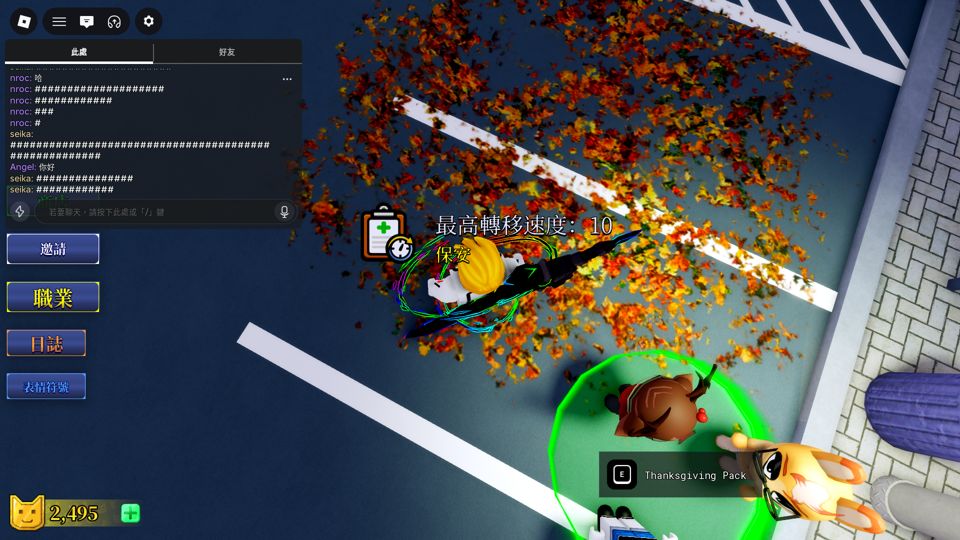 此處
好友
nroc: 哈
nroc: ####################
nroc: ############
nroc: ###
nroc: #
seika:
########################################
##############
Angel: 你好
seika: ###############
seika: ############
若要聊天，請按下此處或「/」鍵
邀請
職業
日誌
表情符號
最高轉移速度：10
保安
E
Thanksgiving Pack
2,495